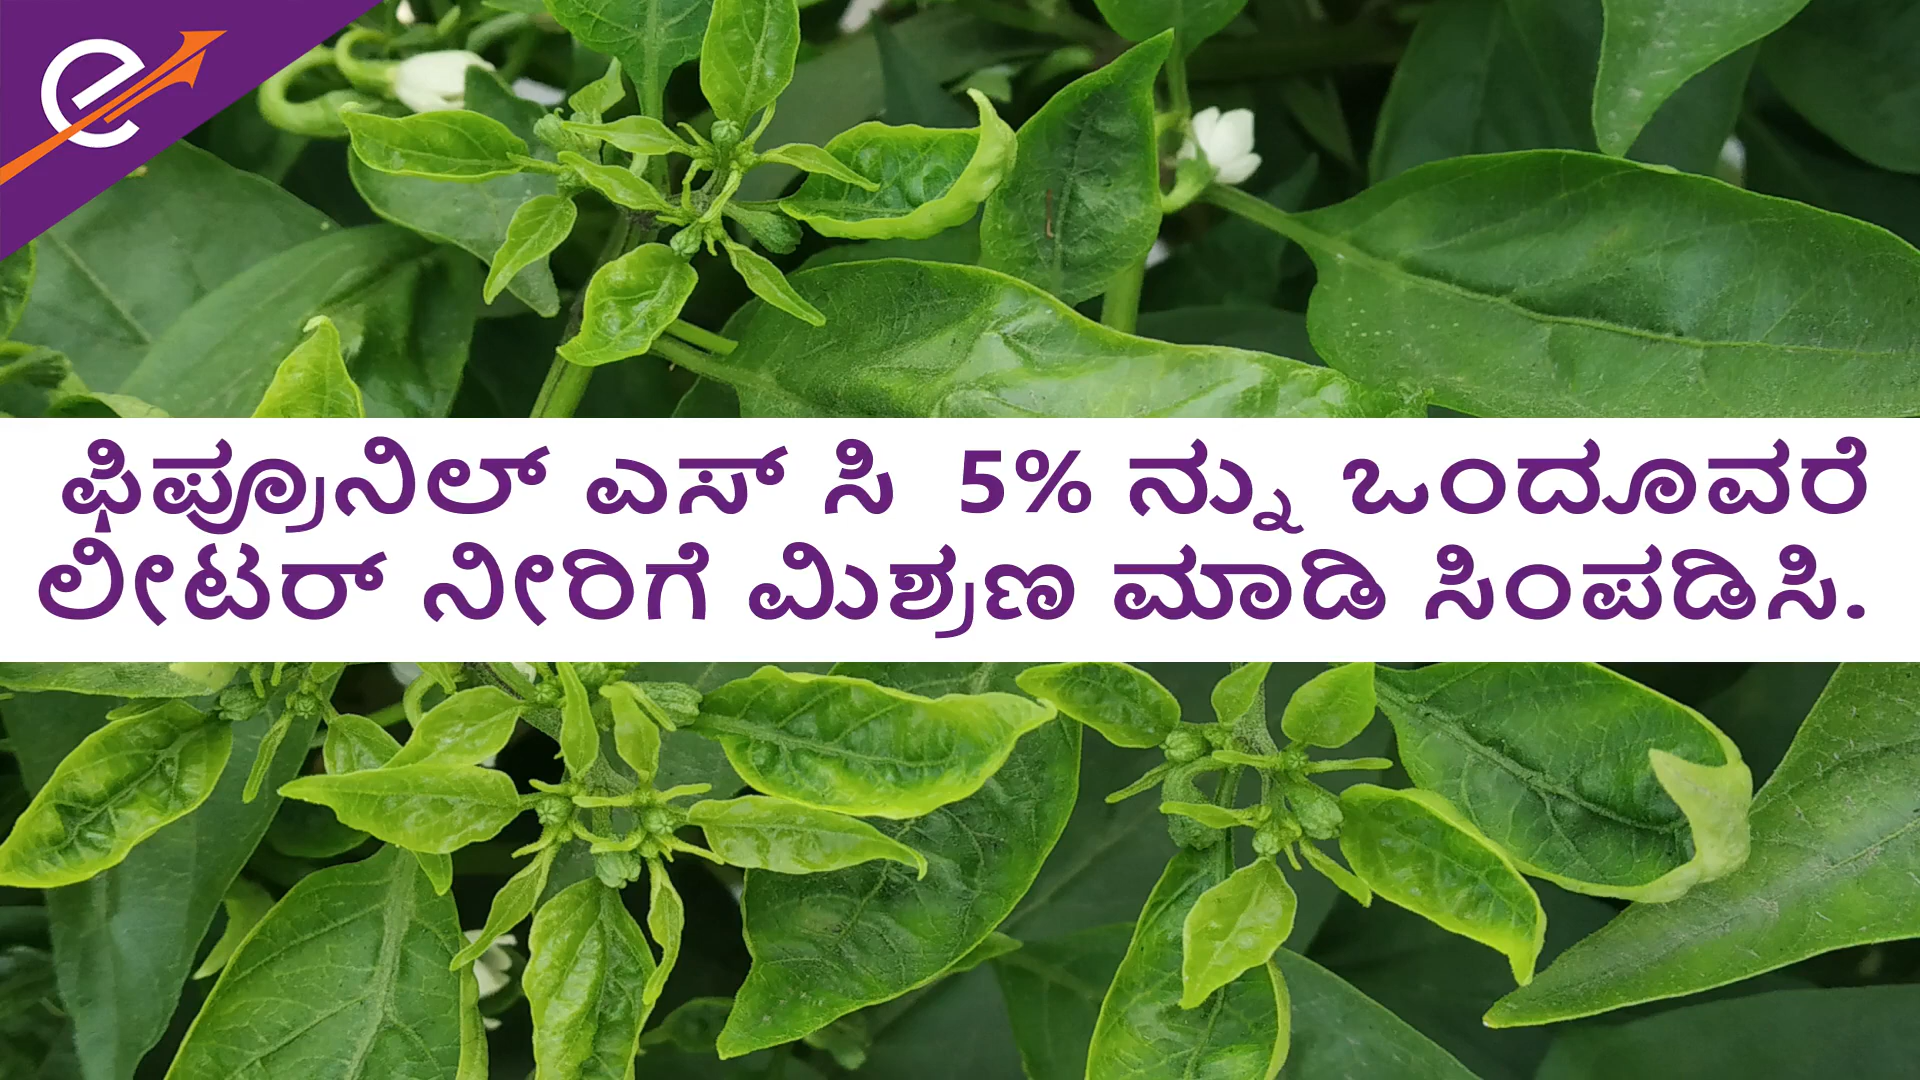 ಫಿಪ್ರೊನಿಲ್ ಎಸ್ ಸಿ 5% ನ್ನು ಒಂದೂವರೆ
ಲೀಟರ್ ನೀರಿಗೆ ಮಿಶ್ರಣ ಮಾಡಿ ಸಿಂಪಡಿಸಿ.